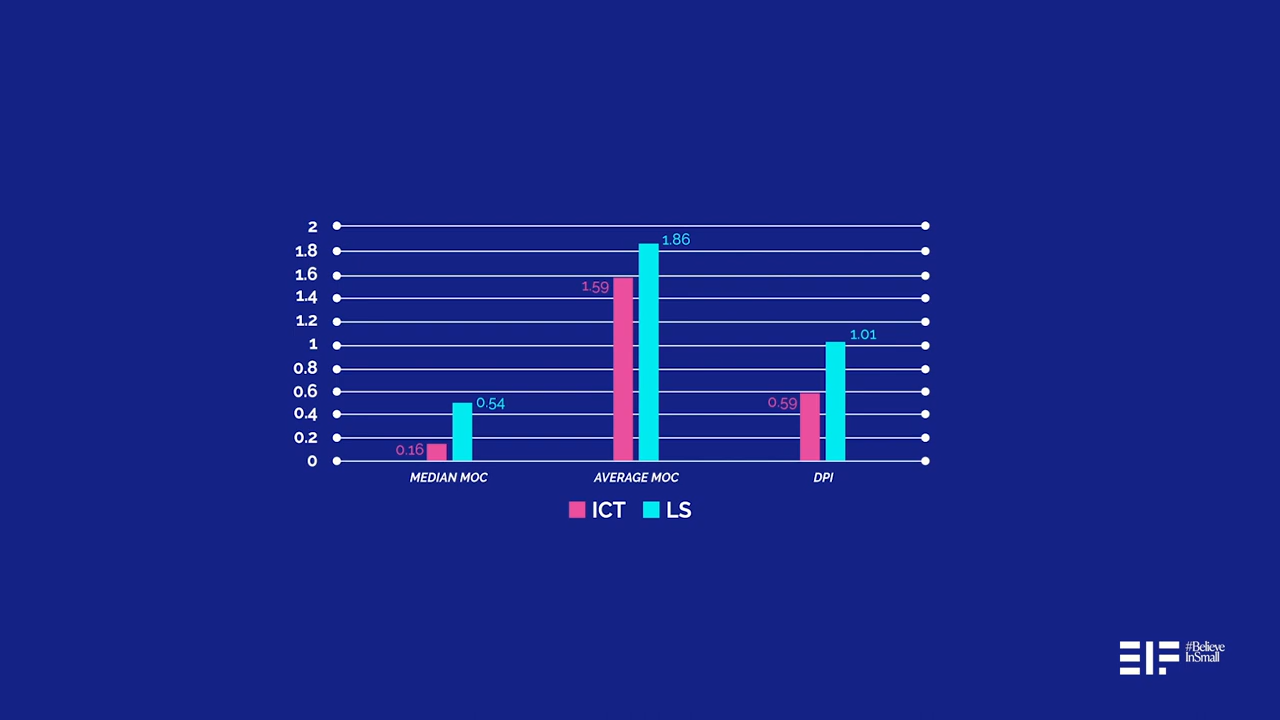 2
1.8
1.6
1.4
1.2
1
0.8
0.6
0.4
0.2
0
0.16
0.54
1.59
1.86
0.59
1.01
MEDIAN MOC
AVERAGE MOC
DPI
ICT
LS
EIF
#Believe
InSmall